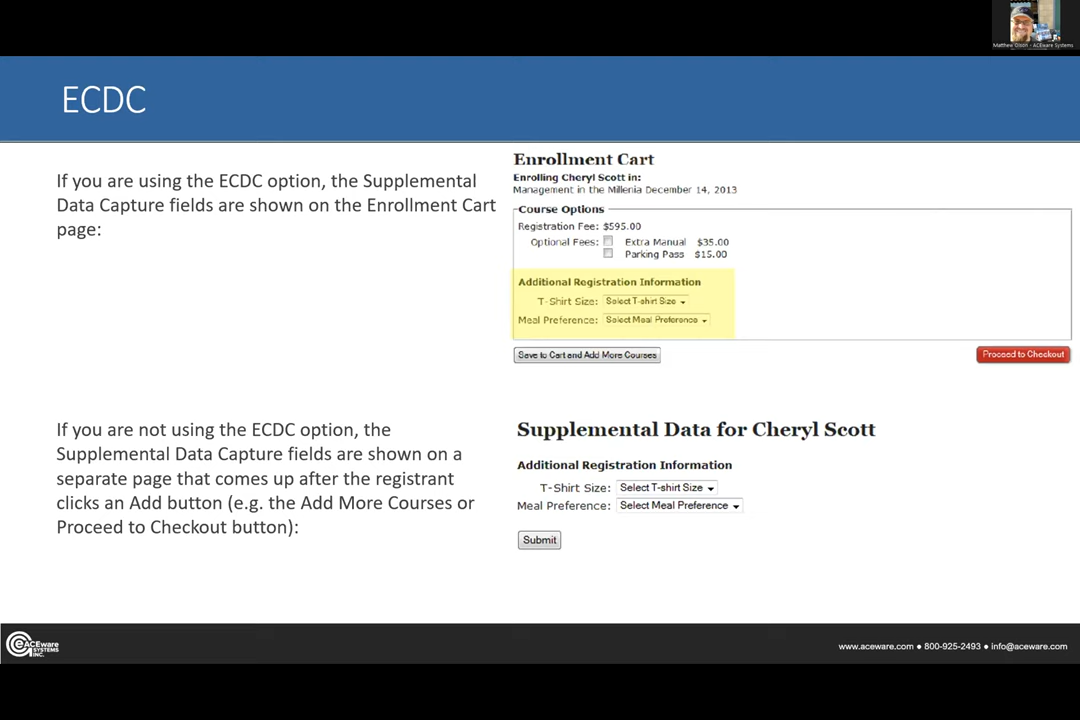 Matthew Olson - ACEware Systems
ECDC
If you are using the ECDC option, the Supplemental
Data Capture fields are shown on the Enrollment Cart
page:
Enrollment Cart
Enrolling Cheryl Scott in:
Management in the Millenia December 14, 2013
Course Options
Registration Fee: $595.00
Optional Fees: Extra Manual $35.00
Parking Pass $15.00
Additional Registration Information
T-Shirt Size: Select T-shirt Size
Meal Preference: Select Meal Preference
Save to Cart and Add More Courses
Proceed to Checkout
If you are not using the ECDC option, the
Supplemental Data Capture fields are shown on a
separate page that comes up after the registrant
clicks an Add button (e.g. the Add More Courses or
Proceed to Checkout button):
Supplemental Data for Cheryl Scott
Additional Registration Information
T-Shirt Size: Select T-shirt Size
Meal Preference: Select Meal Preference
Submit
ACEware
SYSTEMS
INC.
www.aceware.com ● 800-925-2493 ● info@aceware.com